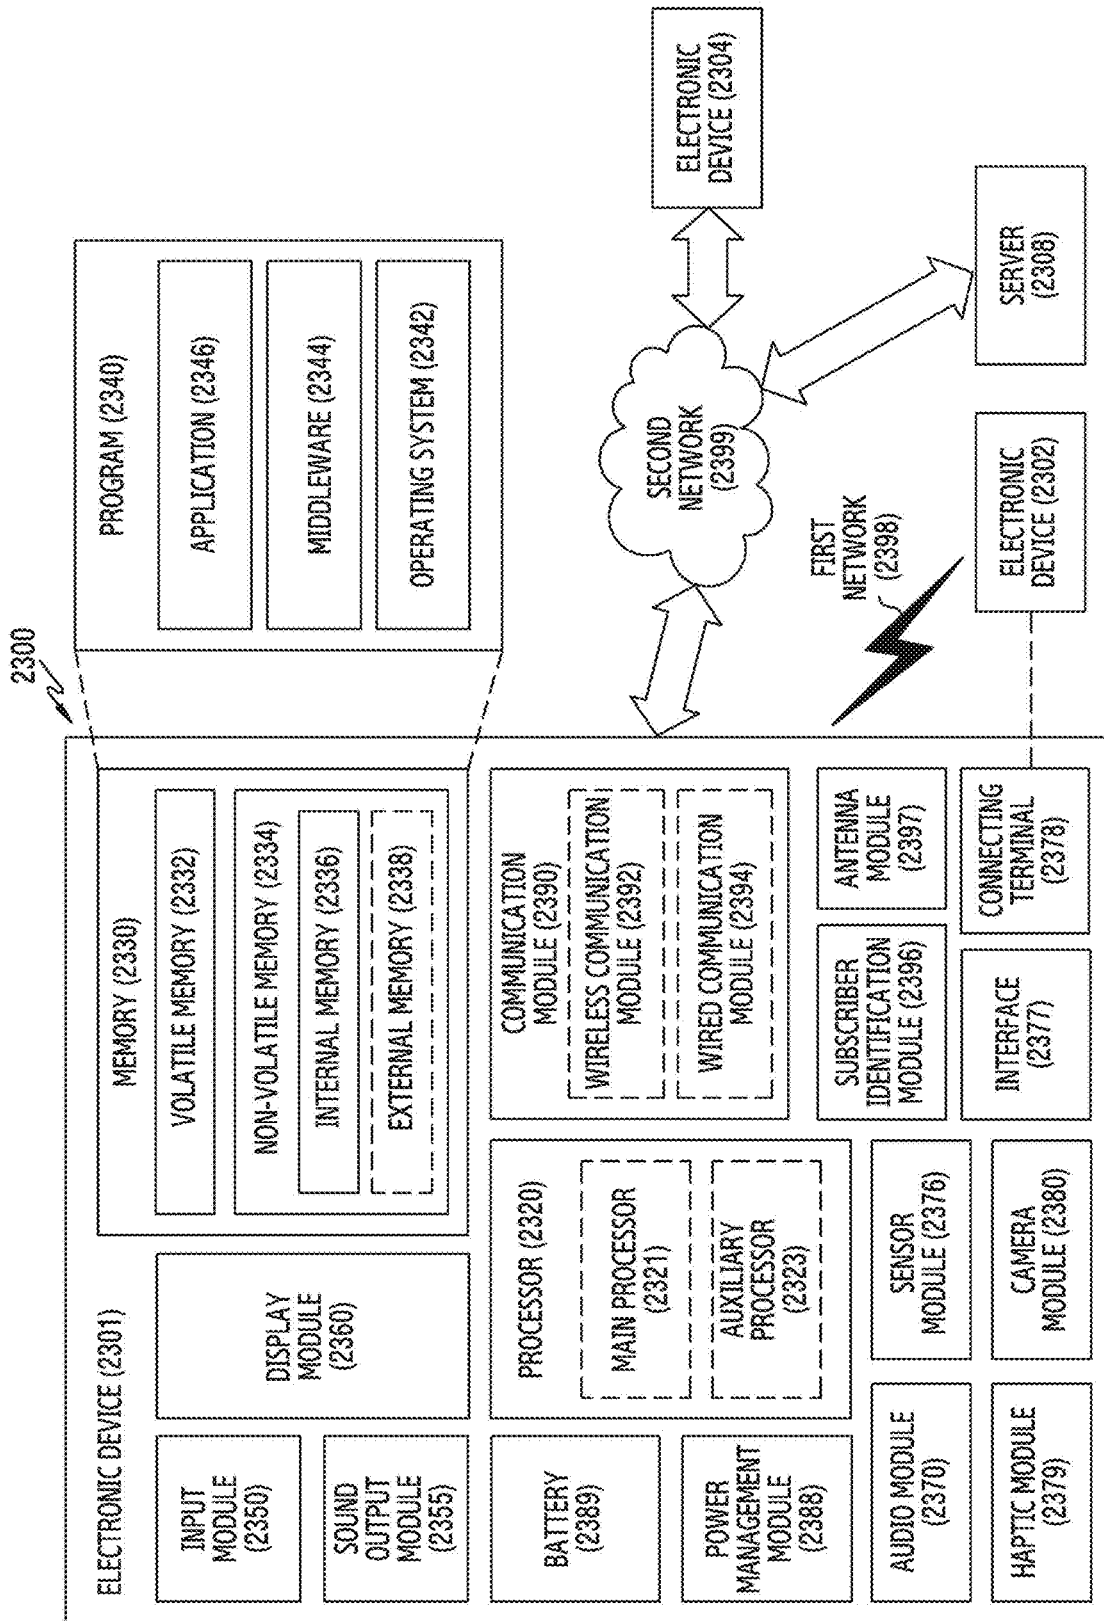 2300
ELECTRONIC DEVICE (2301)
INPUT
MODULE
(2350)
SOUND
OUTPUT
MODULE
(2355)
BATTERY
(2389)
POWER
MANAGEMENT
MODULE
(2388)
AUDIO MODULE
(2370)
HAPTIC MODULE
(2379)
DISPLAY
MODULE
(2360)
PROCESSOR (2320)
MAIN PROCESSOR
(2321)
AUXILIARY
PROCESSOR
(2323)
SENSOR
MODULE (2376)
CAMERA
MODULE (2380)
MEMORY (2330)
VOLATILE MEMORY (2332)
NON-VOLATILE MEMORY (2334)
INTERNAL MEMORY (2336)
EXTERNAL MEMORY (2338)
COMMUNICATION
MODULE (2390)
WIRELESS COMMUNICATION
MODULE (2392)
WIRED COMMUNICATION
MODULE (2394)
SUBSCRIBER
IDENTIFICATION
MODULE (2396)
ANTENNA
MODULE
(2397)
INTERFACE
(2377)
CONNECTING
TERMINAL
(2378)
PROGRAM (2340)
APPLICATION (2346)
MIDDLEWARE (2344)
OPERATING SYSTEM (2342)
SECOND
NETWORK
(2399)
FIRST
NETWORK
(2398)
ELECTRONIC
DEVICE (2302)
ELECTRONIC
DEVICE (2304)
SERVER
(2308)